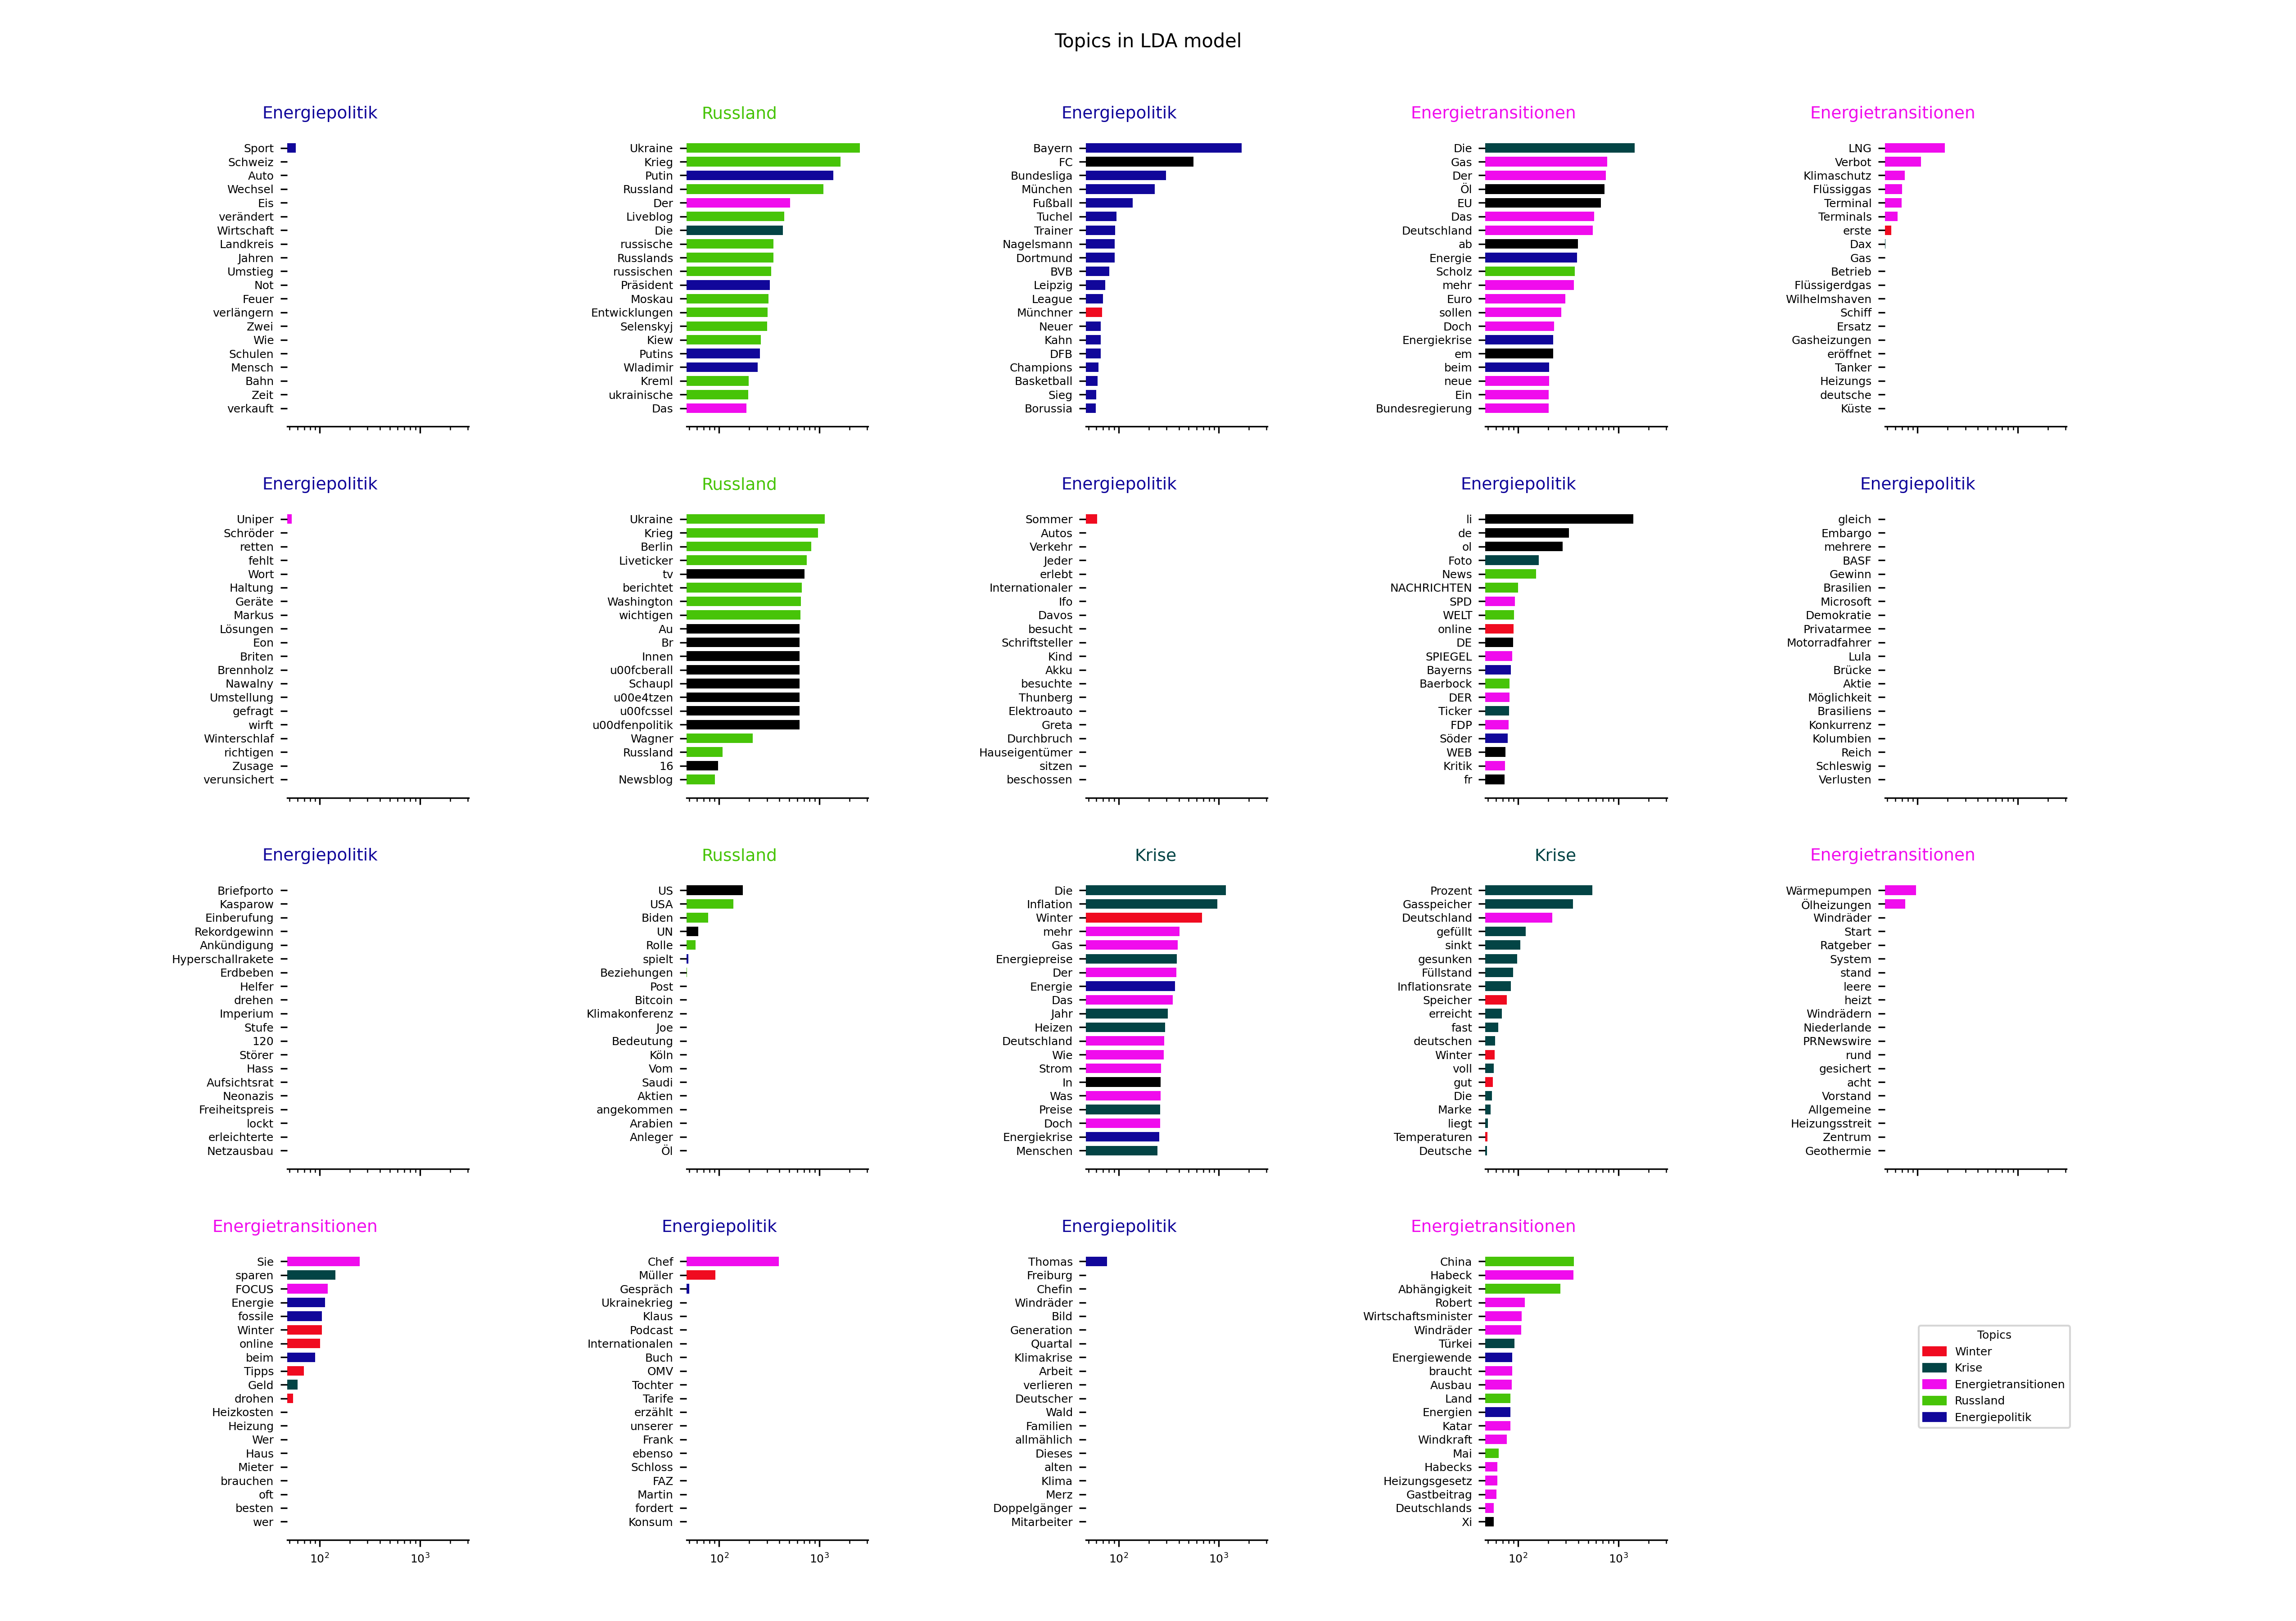 Topics in LDA model
Energiepolitik
Sport
Schweiz
Auto
Wechsel
Eis
verändert
Wirtschaft
Landkreis
Jahren
Umstieg
Not
Feuer
verlängern
Zwei
Wie
Schulen
Mensch
Bahn
Zeit
verkauft
Russland
Ukraine
Krieg
Putin
Russland
Der
Liveblog
Die
russische
Russlands
russischen
Präsident
Moskau
Entwicklungen
Selenskyj
Kiew
Putins
Wladimir
Kreml
ukrainische
Das
Energiepolitik
Bayern
FC
Bundesliga
München
Fußball
Tuchel
Trainer
Nagelsmann
Dortmund
BVB
Leipzig
League
Münchner
Neuer
Kahn
DFB
Champions
Basketball
Sieg
Borussia
Energietransitionen
Die
Gas
Der
Öl
EU
Das
Deutschland
ab
Energie
Scholz
mehr
Euro
sollen
Doch
Energiekrise
em
beim
neue
Ein
Bundesregierung
Energietransitionen
LNG
Verbot
Klimaschutz
Flüssiggas
Terminal
Terminals
erste
Dax
Gas
Betrieb
Flüssigerdgas
Wilhelmshaven
Schiff
Ersatz
Gasheizungen
eröffnet
Tanker
Heizungs
deutsche
Küste
Energiepolitik
Uniper
Schröder
retten
fehlt
Wort
Haltung
Geräte
Markus
Lösungen
Eon
Briten
Brennholz
Nawalny
Umstellung
gefragt
wirft
Winterschlaf
richtigen
Zusage
verunsichert
Russland
Ukraine
Krieg
Berlin
Liveticker
tv
berichtet
Washington
wichtigen
Au
Br
Innen
u00fcberall
Schaupl
u00e4tzen
u00fcssel
u00dfenpolitik
Wagner
Russland
16
Newsblog
Energiepolitik
Sommer
Autos
Verkehr
Jeder
erlebt
Internationaler
Ifo
Davos
besucht
Schriftsteller
Kind
Akku
besuchte
Thunberg
Elektroauto
Greta
Durchbruch
Hauseigentümer
sitzen
beschossen
Energiepolitik
li
de
ol
Foto
News
NACHRICHTEN
SPD
WELT
online
DE
SPIEGEL
Bayerns
Baerbock
DER
Ticker
FDP
Söder
WEB
Kritik
fr
Energiepolitik
gleich
Embargo
mehrere
BASF
Gewinn
Brasilien
Microsoft
Demokratie
Privatarmee
Motorradfahrer
Lula
Brücke
Aktie
Möglichkeit
Brasiliens
Konkurrenz
Kolumbien
Reich
Schleswig
Verlusten
Energiepolitik
Briefporto
Kasparow
Einberufung
Rekordgewinn
Ankündigung
Hyperschallrakete
Erdbeben
Helfer
drehen
Imperium
Stufe
120
Störer
Hass
Aufsichtsrat
Neonazis
Freiheitspreis
lockt
erleichterte
Netzausbau
Russland
US
USA
Biden
UN
Rolle
spielt
Beziehungen
Post
Bitcoin
Klimakonferenz
Joe
Bedeutung
Köln
Vom
Saudi
Aktien
angekommen
Arabien
Anleger
Öl
Krise
Die
Inflation
Winter
mehr
Gas
Energiepreise
Der
Energie
Das
Jahr
Heizen
Deutschland
Wie
Strom
In
Was
Preise
Doch
Energiekrise
Menschen
Krise
Prozent
Gasspeicher
Deutschland
gefüllt
sinkt
gesunken
Füllstand
Inflationsrate
Speicher
erreicht
fast
deutschen
Winter
voll
gut
Die
Marke
liegt
Temperaturen
Deutsche
Energietransitionen
Wärmepumpen
Ölheizungen
Windräder
Start
Ratgeber
System
stand
leere
heizt
Windrädern
Niederlande
PRNewswire
rund
gesichert
acht
Vorstand
Allgemeine
Heizungsstreit
Zentrum
Geothermie
Energietransitionen
Sie
sparen
FOCUS
Energie
fossile
Winter
online
beim
Tipps
Geld
drohen
Heizkosten
Heizung
Wer
Haus
Mieter
brauchen
oft
besten
wer
10² 10³
Energiepolitik
Chef
Müller
Gespräch
Ukrainekrieg
Klaus
Podcast
Internationalen
Buch
OMV
Tochter
Tarife
erzählt
unserer
Frank
ebenso
Schloss
FAZ
Martin
fordert
Konsum
10² 10³
Energiepolitik
Thomas
Freiburg
Chefin
Windräder
Bild
Generation
Quartal
Klimakrise
Arbeit
verlieren
Deutscher
Wald
Familien
allmählich
Dieses
alten
Klima
Merz
Doppelgänger
Mitarbeiter
10² 10³
Energietransitionen
China
Habeck
Abhängigkeit
Robert
Wirtschaftsminister
Windräder
Türkei
Energiewende
braucht
Ausbau
Land
Energien
Katar
Windkraft
Mai
Habecks
Heizungsgesetz
Gastbeitrag
Deutschlands
Xi
10² 10³
Topics
Winter
Krise
Energietransitionen
Russland
Energiepolitik